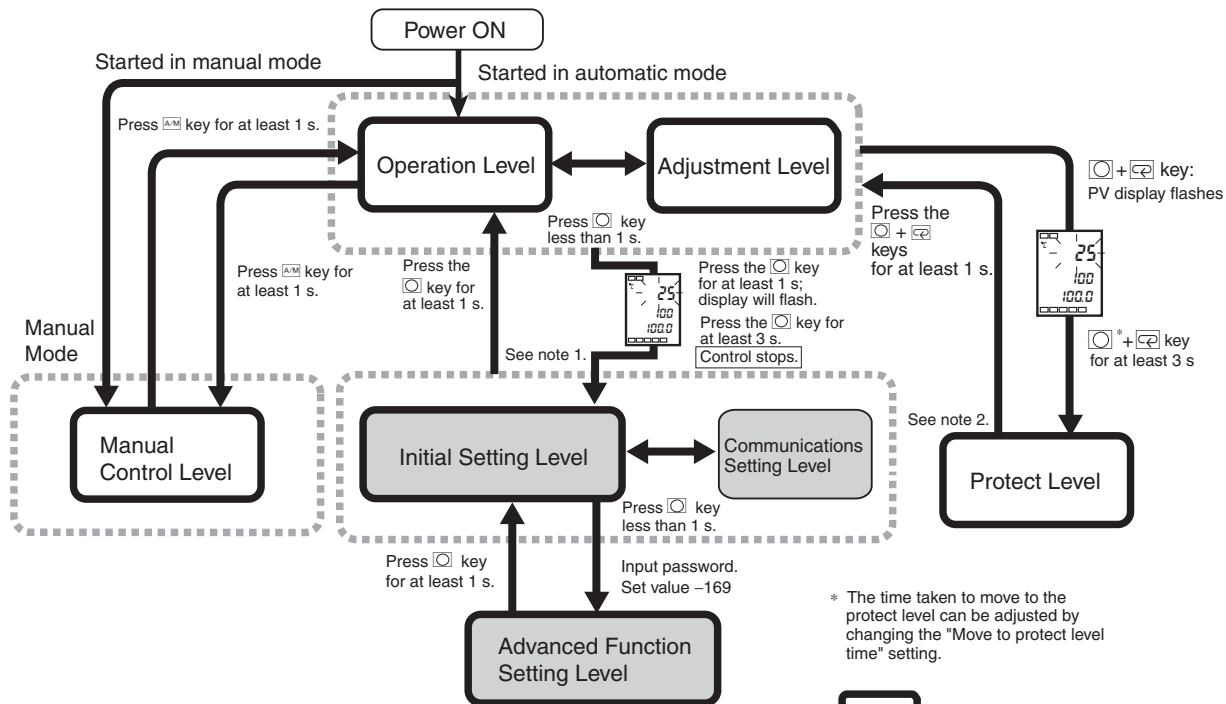 Power ON
Started in manual mode
Started in automatic mode
Press A/M key for at least 1 s.
Operation Level
Adjustment Level
Press key
less than 1 s.
+ key:
PV display flashes
Press the
+
keys
for at least 1 s.
°C
25
100
100.0
Press A/M key for
at least 1 s.
Press the
key for
at least 1 s.
°C
25
100
100.0
Press the key
for at least 1 s;
display will flash.
Press the key for
at least 3 s.
Control stops.
* + key
for at least 3 s
Manual
Mode
See note 1.
Manual
Control Level
Initial Setting Level
Communications
Setting Level
See note 2.
Protect Level
Press key
less than 1 s.
Press key
for at least 1 s.
Input password.
Set value −169
Advanced Function
Setting Level
* The time taken to move to the
protect level can be adjusted by
changing the "Move to protect level
time" setting.